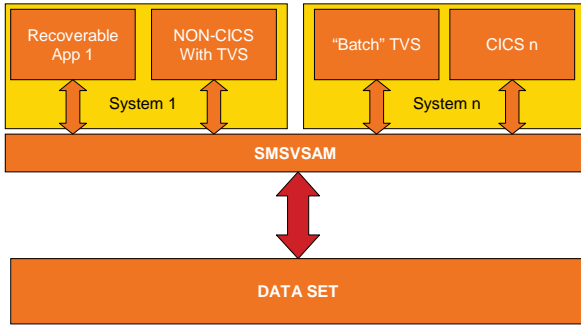 Recoverable
App 1
NON-CICS
With TVS
“Batch” TVS
CICS n
System 1
System n
SMSVSAM
DATA SET